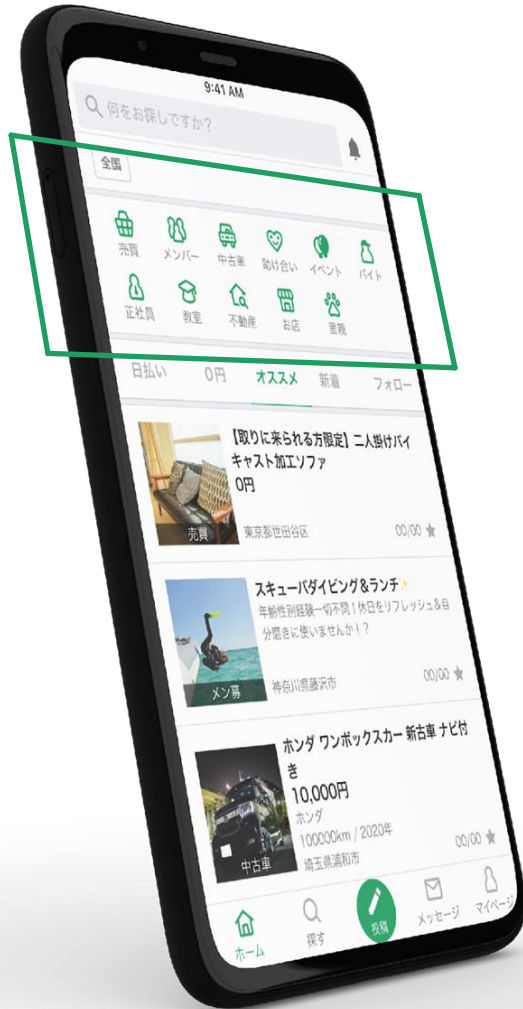 9:41 AM
何をお探しですか？
全国
売買 メンバー 中古車 助け合い イベント バイト
正社員 教室 不動産 お店 里親
日払い 0円 オススメ 新着 フォロー
【取りに来られる方限定】二人掛けバイ
キャスト加工ソファ
0円
売買
東京都世田谷区 00/00
スキューバダイビング&ランチ✨
年齢性別経験一切不問！休日をリフレッシュ&自
分磨きに使いませんか！？
メン募
神奈川県藤沢市 00/00
ホンダ ワンボックスカー 新古車 ナビ付
き
10,000円
ホンダ
100000km / 2020年
中古車
埼玉県浦和市 00/00
ホーム 探す 投稿 メッセージ マイページ